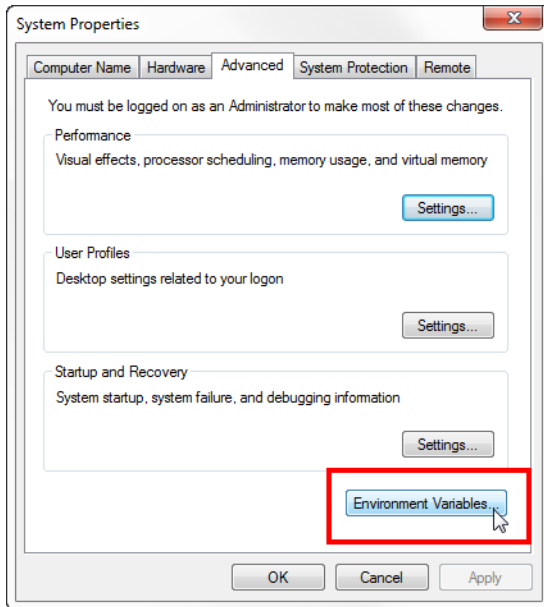 System Properties
Computer Name Hardware Advanced System Protection Remote
You must be logged on as an Administrator to make most of these changes.
Performance
Visual effects, processor scheduling, memory usage, and virtual memory
Settings...
User Profiles
Desktop settings related to your logon
Settings...
Startup and Recovery
System startup, system failure, and debugging information
Settings...
Environment Variables...
OK Cancel Apply